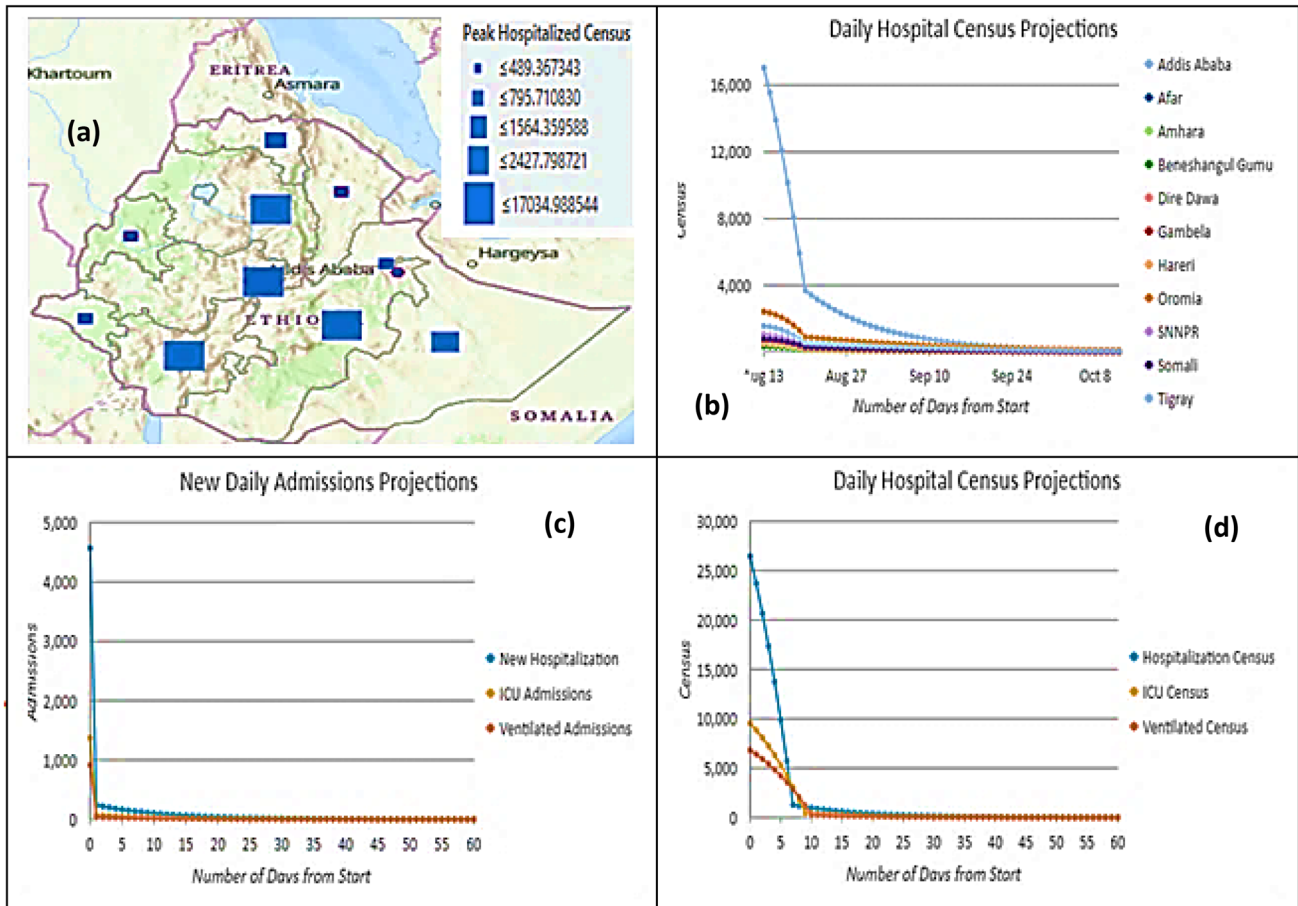 (a)
Khartoum
ERITREA
Asmara
Addis Ababa
Hargeysa
SOMALIA
Peak Hospitalized Census
≤489.367343
≤795.710830
≤1564.359588
≤2427.798721
≤17034.988544
(b)
Daily Hospital Census Projections
Census
16,000
12,000
8,000
4,000
Aug 13
Aug 27
Sep 10
Sep 24
Oct 8
Number of Days from Start
Addis Ababa
Afar
Amhara
Beneshangul Gumu
Dire Dawa
Gambela
Hareri
Oromia
SNNPR
Somali
Tigray
New Daily Admissions Projections
(c)
Admissions
5,000
4,000
3,000
2,000
1,000
0
0 5 10 15 20 25 30 35 40 45 50 55 60
Number of Days from Start
New Hospitalization
ICU Admissions
Ventilated Admissions
Daily Hospital Census Projections
(d)
Census
30,000
25,000
20,000
15,000
10,000
5,000
0
0 5 10 15 20 25 30 35 40 45 50 55 60
Number of Days from Start
Hospitalization Census
ICU Census
Ventilated Census